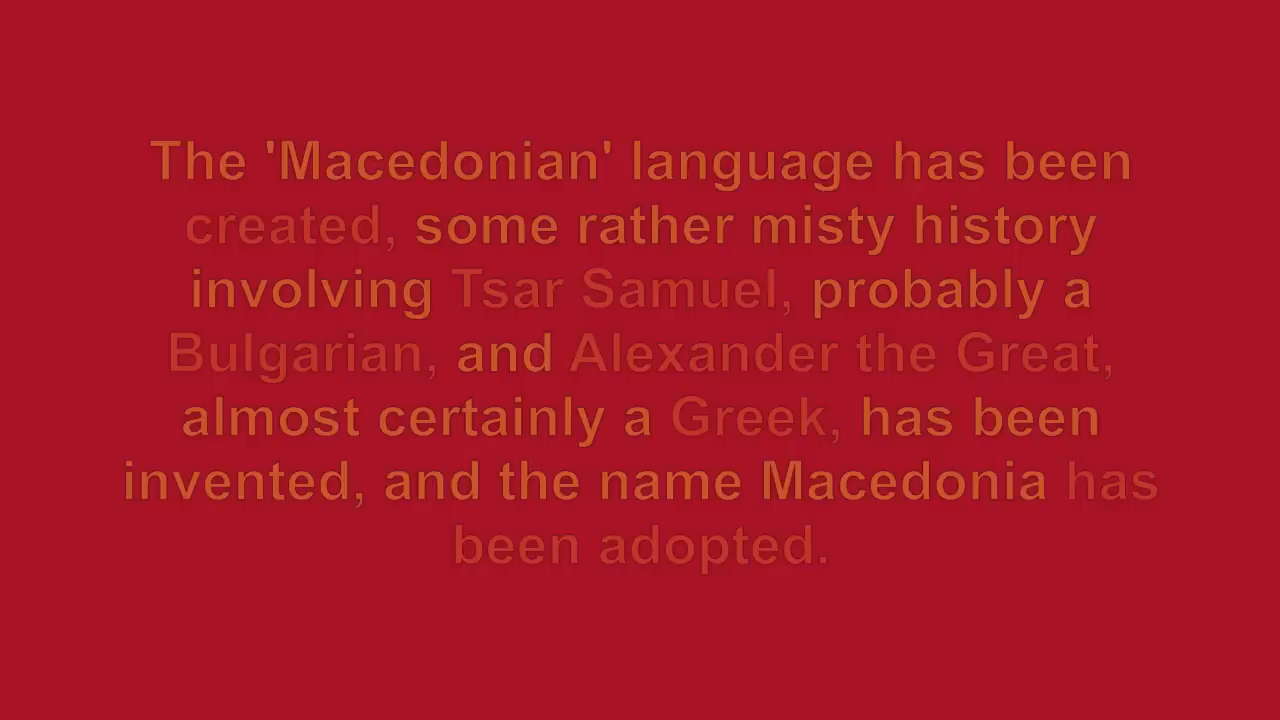 The 'Macedonian' language has been
created, some rather misty history
involving Tsar Samuel, probably a
Bulgarian, and Alexander the Great,
almost certainly a Greek, has been
invented, and the name Macedonia has
been adopted.